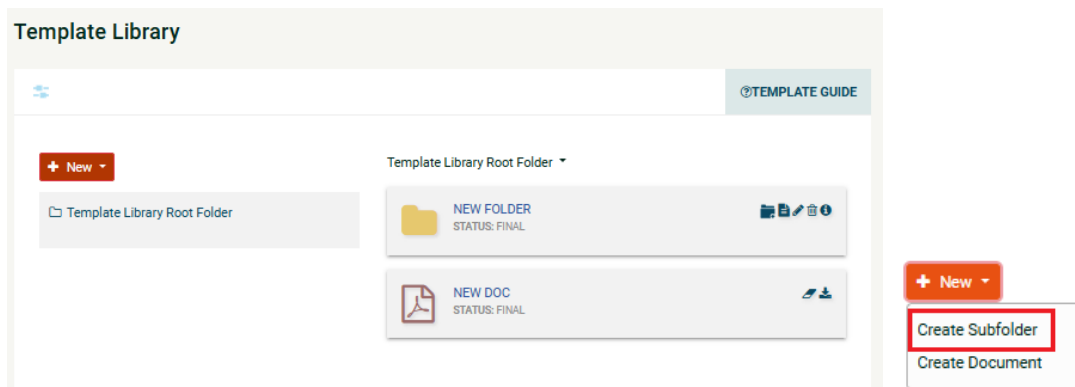 Template Library
TEMPLATE GUIDE
New
Template Library Root Folder
Template Library Root Folder
NEW FOLDER
STATUS: FINAL
NEW DOC
STATUS: FINAL
New
Create Subfolder
Create Document